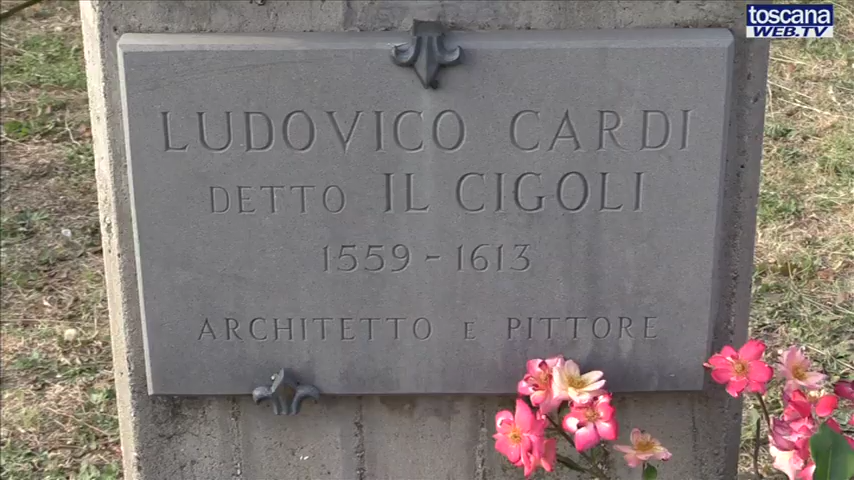 toscana
WEB.TV
LUDOVICO CARDI
DETTO IL CIGOLI
1559 - 1613
ARCHITETTO E PITTORE